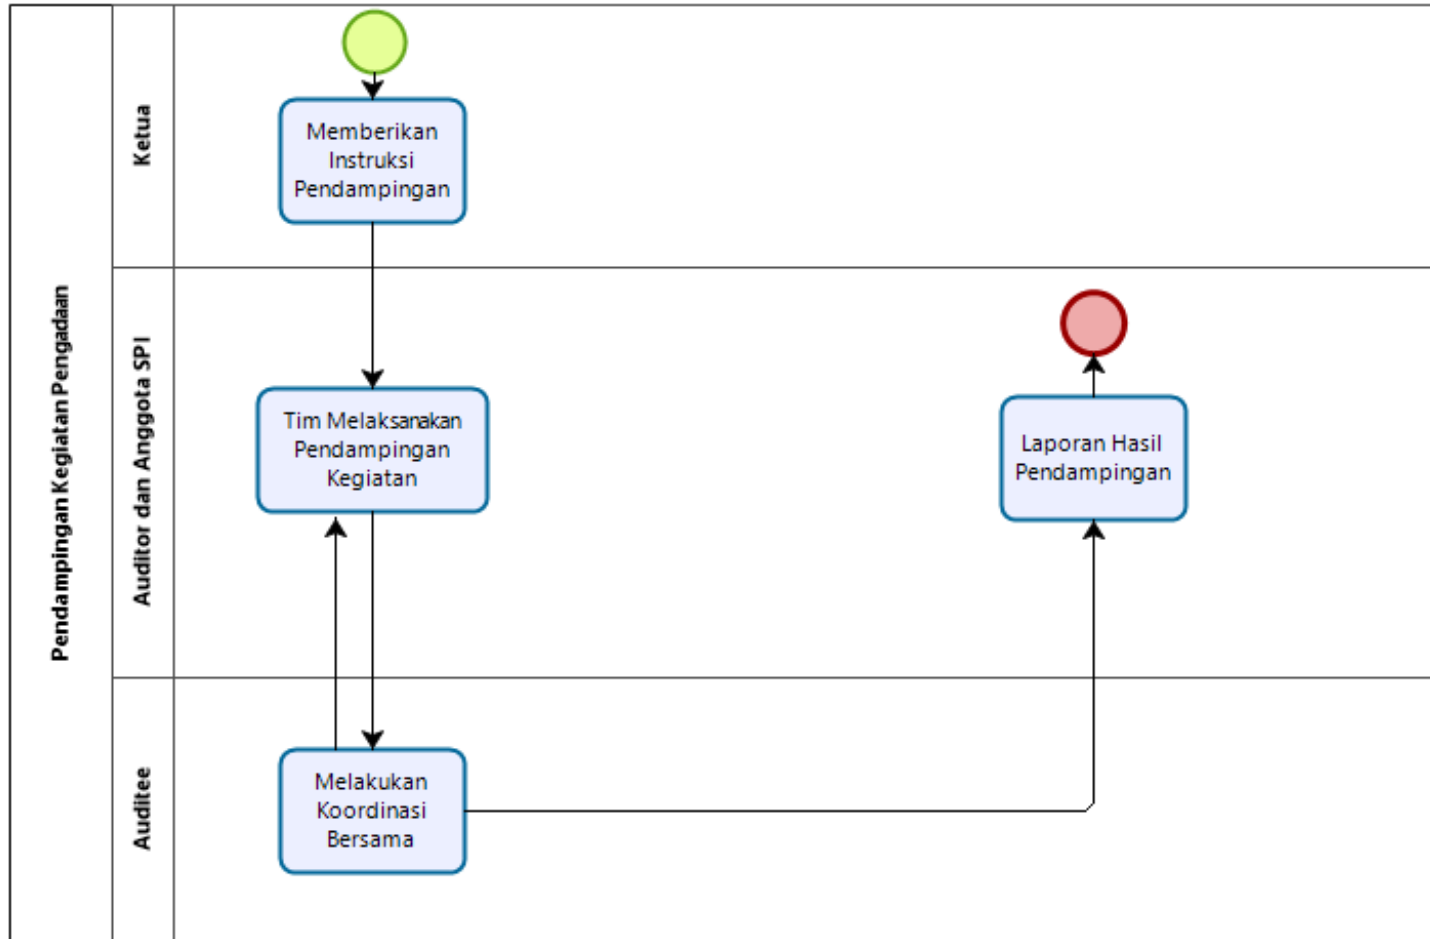 Pendampingan Kegiatan Pengadaan
Ketua
Memberikan
Instruksi
Pendampingan
Auditor dan Anggota SPI
Tim Melaksanakan
Pendampingan
Kegiatan
Laporan Hasil
Pendampingan
Auditee
Melakukan
Koordinasi
Bersama